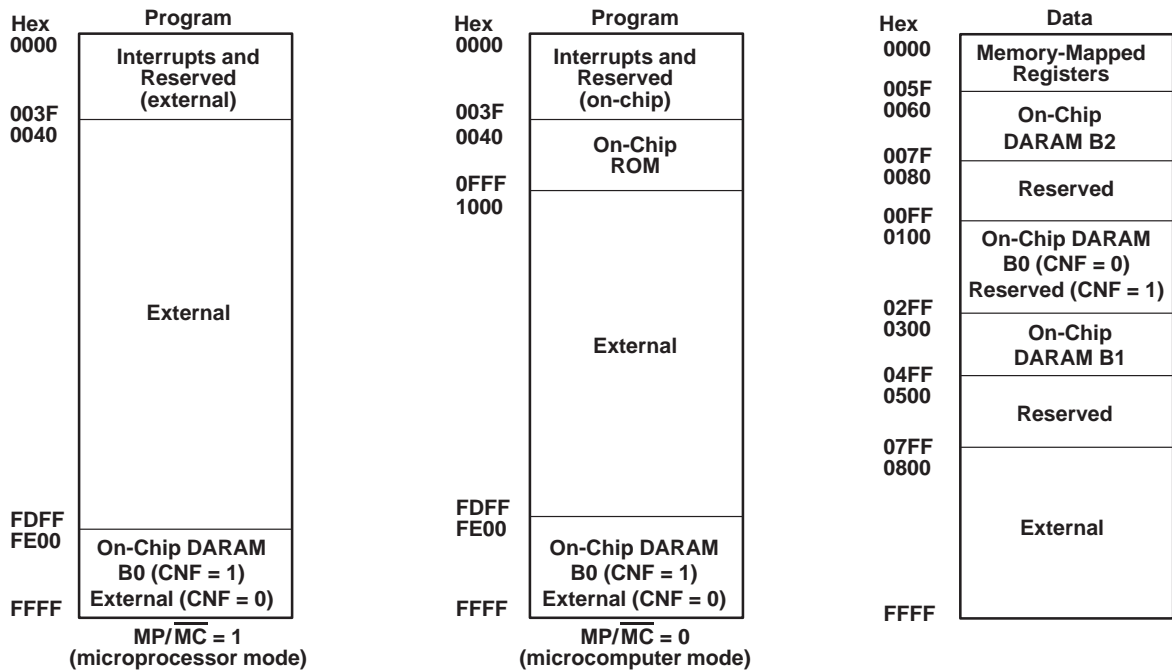 Hex
Program
0000
Interrupts and
Reserved
(external)
003F
0040
External
FDFF
FE00
On-Chip DARAM
B0 (CNF = 1)
External (CNF = 0)
FFFF
MP/MC = 1
(microprocessor mode)
Hex
Program
0000
Interrupts and
Reserved
(on-chip)
003F
0040
On-Chip
ROM
0FFF
1000
External
FDFF
FE00
On-Chip DARAM
B0 (CNF = 1)
External (CNF = 0)
FFFF
MP/MC = 0
(microcomputer mode)
Hex
Data
0000
Memory-Mapped
Registers
005F
0060
On-Chip
DARAM B2
007F
0080
Reserved
00FF
0100
On-Chip DARAM
B0 (CNF = 0)
Reserved (CNF = 1)
02FF
0300
On-Chip
DARAM B1
04FF
0500
Reserved
07FF
0800
External
FFFF